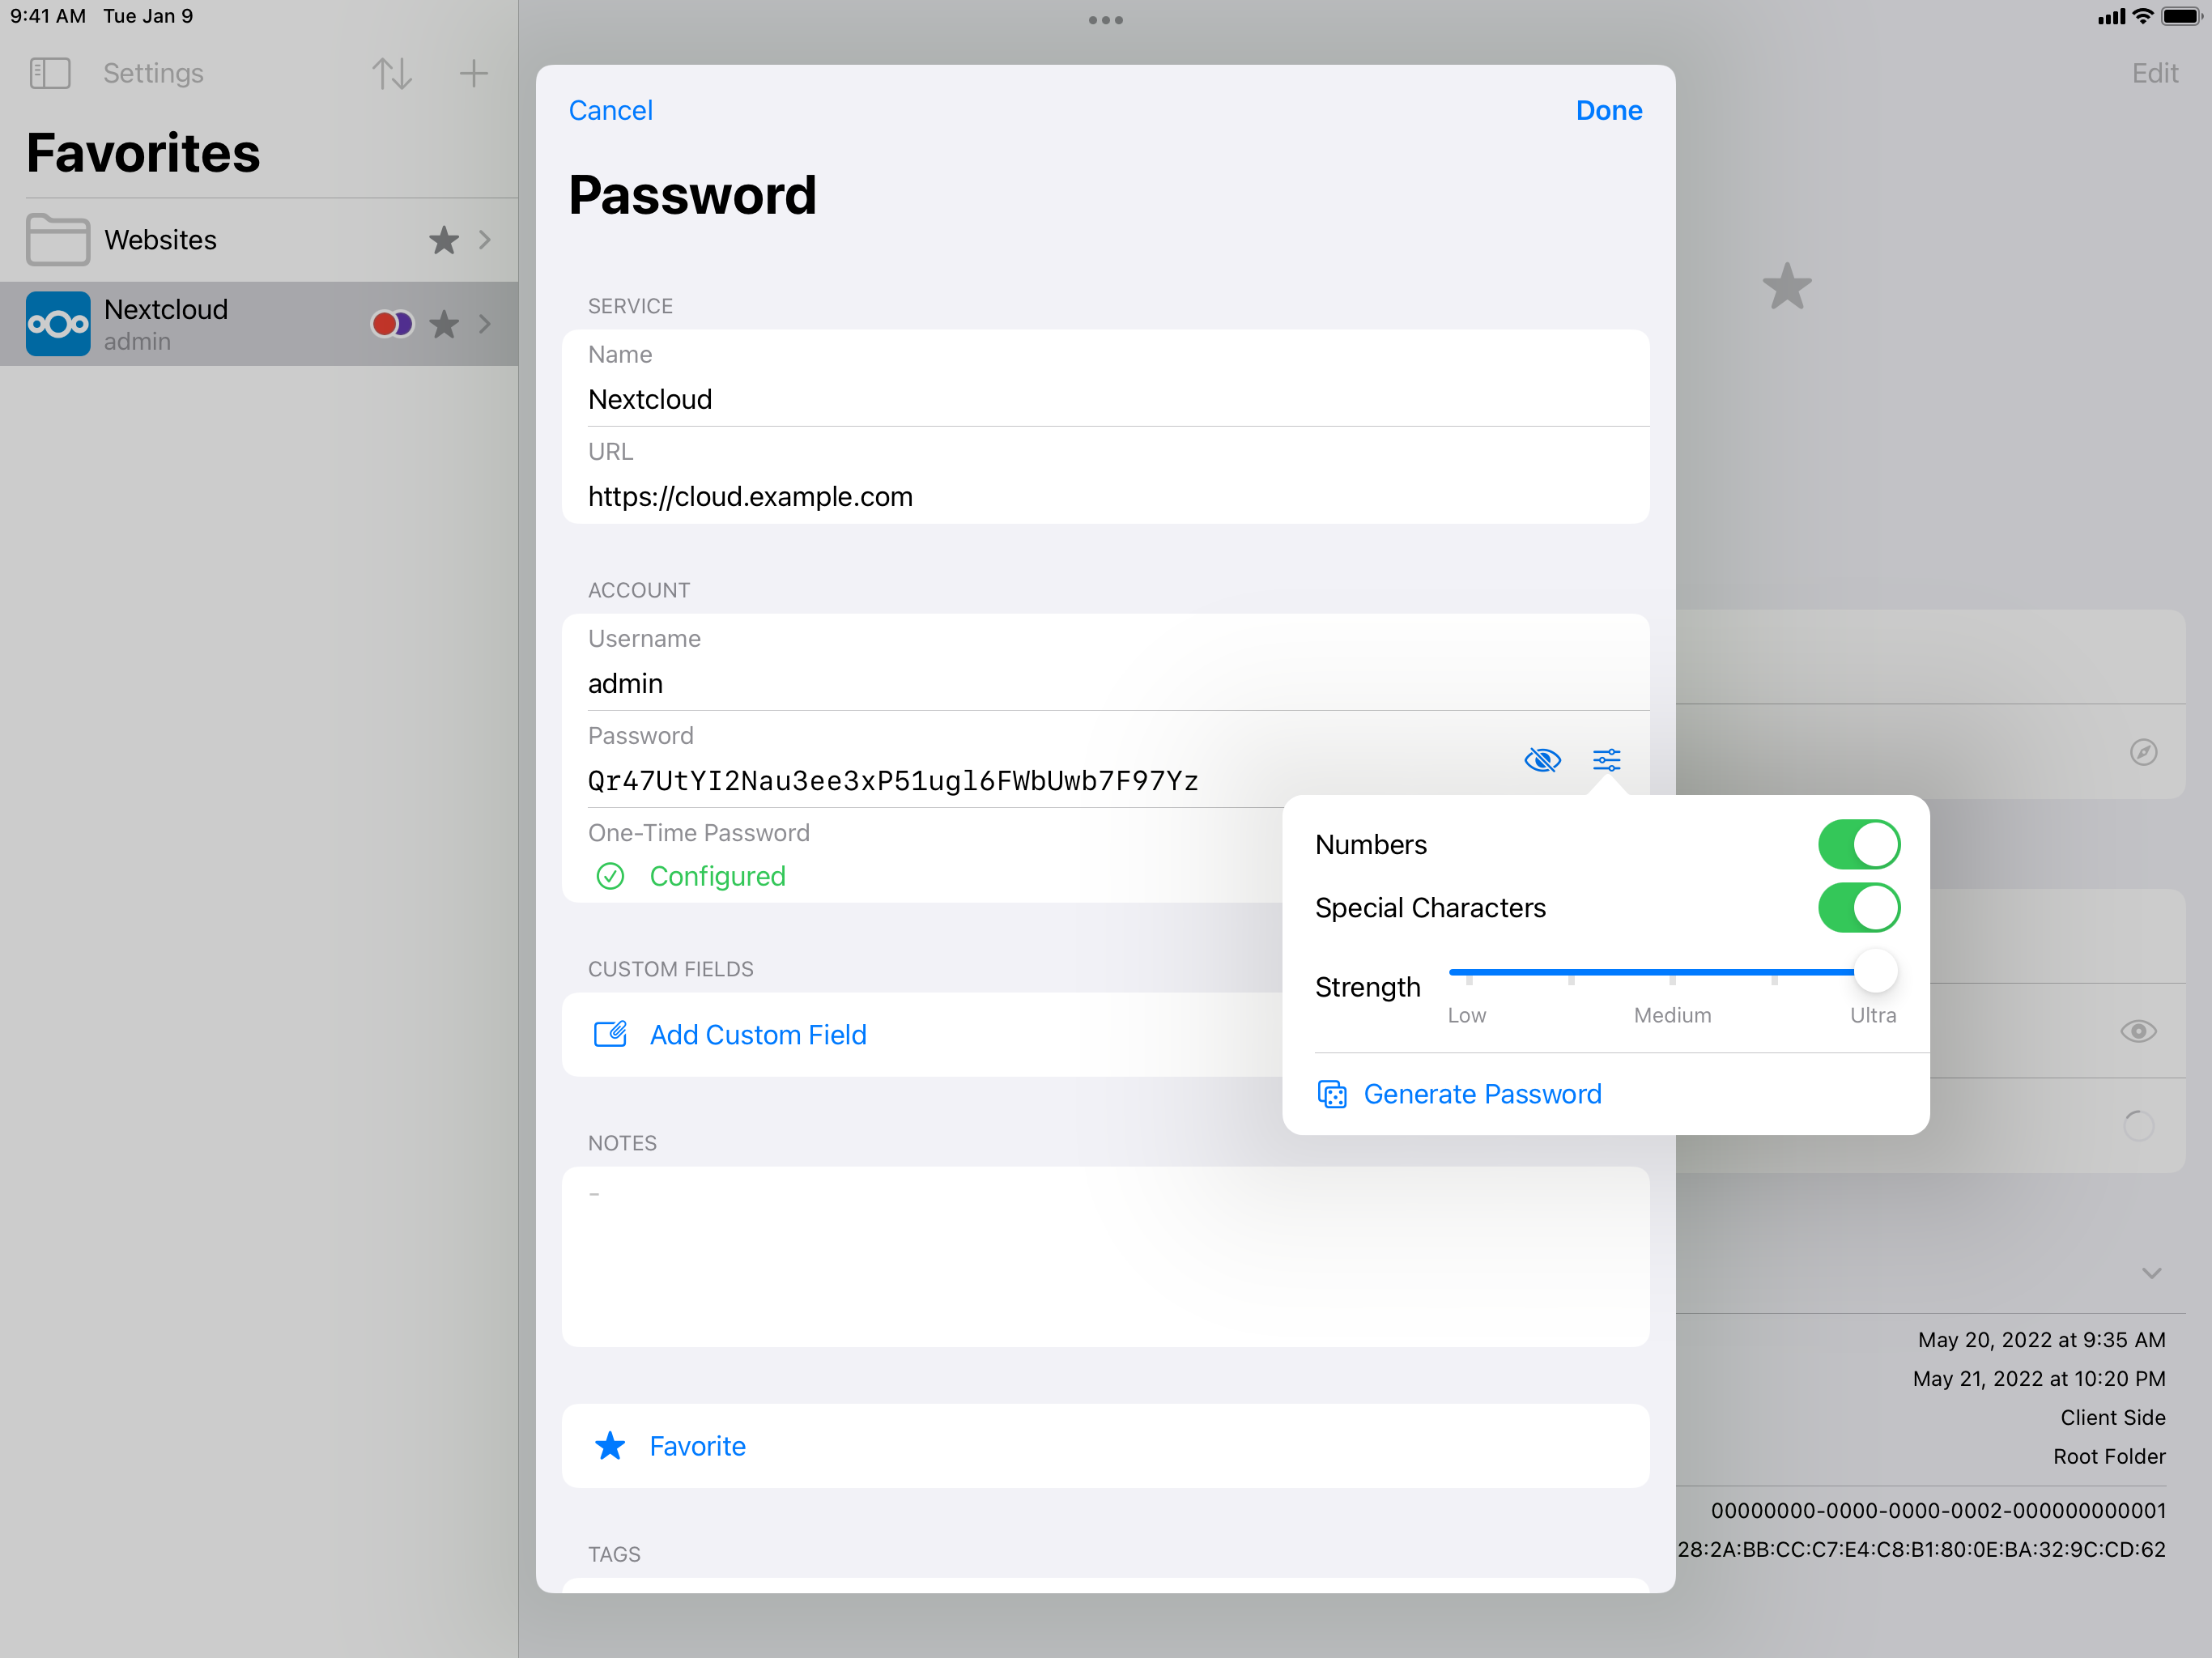 9:41 AM Tue Jan 9
Settings
Edit
Favorites
Websites
Nextcloud
admin
Cancel
Done
Password
SERVICE
Name
Nextcloud
URL
https://cloud.example.com
ACCOUNT
Username
admin
Password
Qr47UtYI2Nau3ee3xP51ugl6FWbUwb7F97Yz
One-Time Password
Configured
Numbers
Special Characters
Strength
Low Medium Ultra
Generate Password
CUSTOM FIELDS
Add Custom Field
NOTES
-
Favorite
TAGS
May 20, 2022 at 9:35 AM
May 21, 2022 at 10:20 PM
Client Side
Root Folder
00000000-0000-0000-0002-000000000001
28:2A:BB:CC:C7:E4:C8:B1:80:0E:BA:32:9C:CD:62